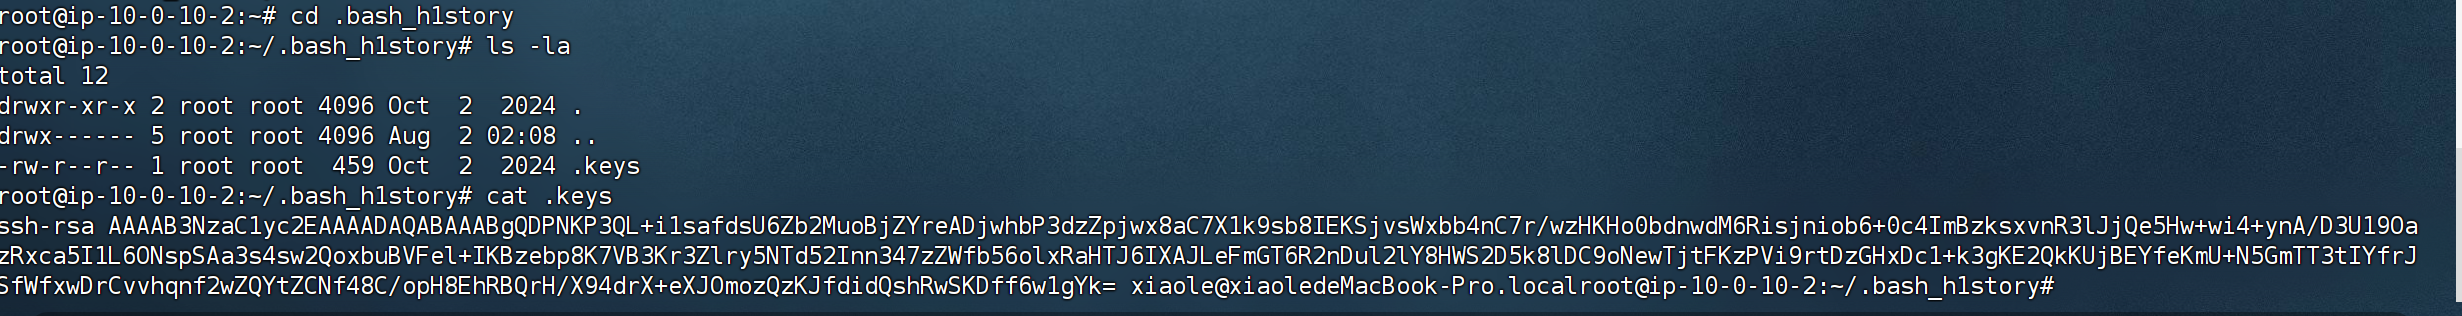 root@ip-10-0-10-2:~# cd .bash_h1story
root@ip-10-0-10-2:~/.bash_h1story# ls -la
total 12
drwxr-xr-x 2 root root 4096 Oct  2  2024 .
drwx------ 5 root root 4096 Aug  2 02:08 ..
-rw-r--r-- 1 root root  459 Oct  2  2024 .keys
root@ip-10-0-10-2:~/.bash_h1story# cat .keys
ssh-rsa AAAAB3NzaC1yc2EAAAADAQABAAABgQDPNKP3QL+i1safdsU6Zb2MuoBjZYreADjwhbP3dzZpjwx8aC7X1k9sb8IEKSjvsWxbb4nC7r/wzHKHo0bdnwdM6Risjniob6+0c4ImBzksxvnR3lJjQe5Hw+wi4+ynA/D3U19Oa
zRxca5I1L6ONspSAa3s4sw2QoxbuBVFel+IKBzebp8K7VB3Kr3Zlry5NTd52Inn347zZWfb56olxRaHTJ6IXAJLeFmGT6R2nDul2lY8HWS2D5k8lDC9oNewTjtFKzPVi9rtDzGHxDc1+k3gKE2QkKUjBEYfeKmU+N5GmTT3tIYfrJ
SfWfxwDrCvvhqnf2wZQYtZCNf48C/opH8EhRBQrH/X94drX+eXJOmozQzKJfdidQshRwSKDff6w1gYk= xiaole@xiaoledeMacBook-Pro.localroot@ip-10-0-10-2:~/.bash_h1story#